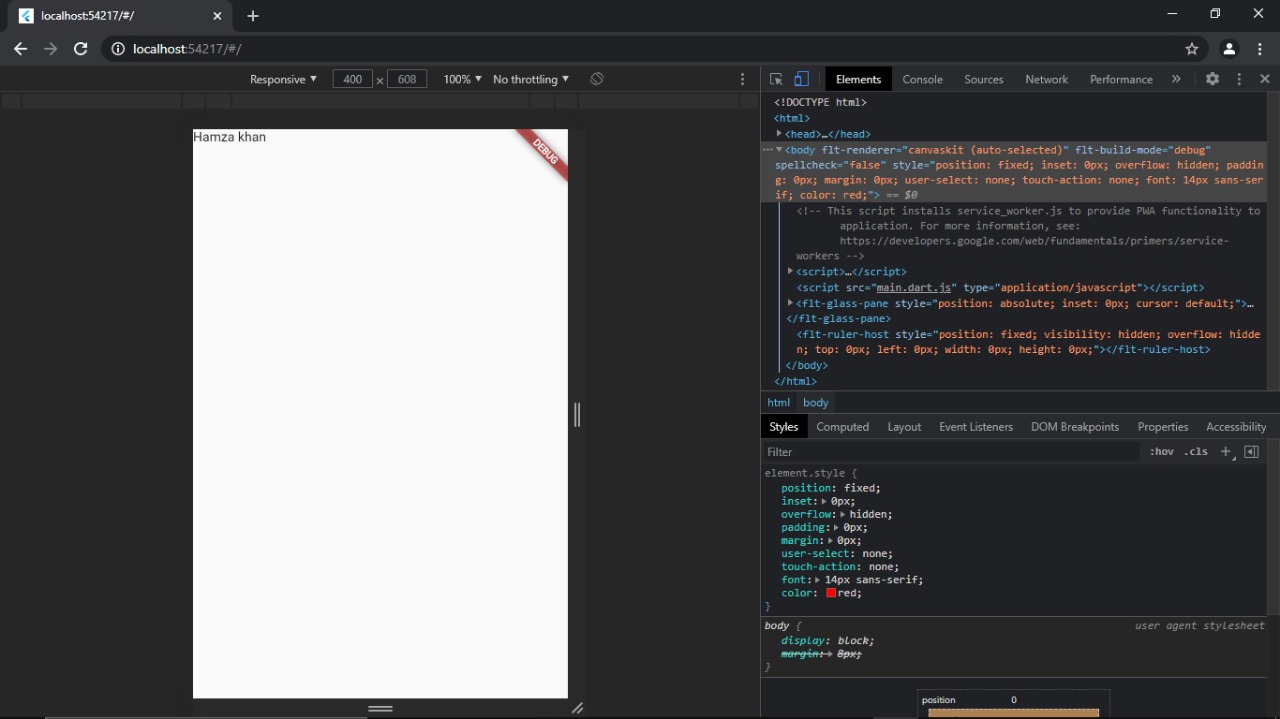 localhost:54217/#/
localhost:54217/#/
Responsive 400 × 608 100% No throttling
Elements Console Sources Network Performance »
Hamza khan
DEBUG
<!DOCTYPE html>
<html>
<head>…</head>
<body flt-renderer="canvaskit (auto-selected)" flt-build-mode="debug"
spellcheck="false" style="position: fixed; inset: 0px; overflow: hidden; paddin
g: 0px; margin: 0px; user-select: none; touch-action: none; font: 14px sans-ser
if; color: red;"> == $0
<!-- This script installs service_worker.js to provide PWA functionality to
application. For more information, see:
https://developers.google.com/web/fundamentals/primers/service-
workers -->
<script>…</script>
<script src="main.dart.js" type="application/javascript"></script>
<flt-glass-pane style="position: absolute; inset: 0px; cursor: default;">…
</flt-glass-pane>
<flt-ruler-host style="position: fixed; visibility: hidden; overflow: hidde
n; top: 0px; left: 0px; width: 0px; height: 0px;"></flt-ruler-host>
</body>
</html>
html body
Styles Computed Layout Event Listeners DOM Breakpoints Properties Accessibility
Filter :hov .cls +
element.style {
position: fixed;
inset: 0px;
overflow: hidden;
padding: 0px;
margin: 0px;
user-select: none;
touch-action: none;
font: 14px sans-serif;
color: red;
}
body { user agent stylesheet
display: block;
margin: 8px;
}
position 0